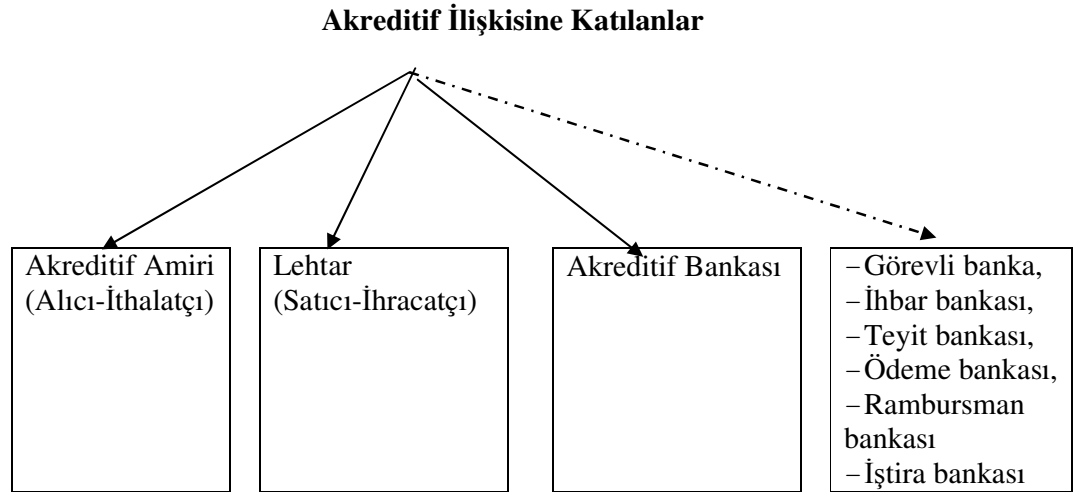 Akreditif İlişkisine Katılanlar
Akreditif Amiri
(Alıcı-İthalatçı)
Lehtar
(Satıcı-İhracatçı)
Akreditif Bankası
−Görevli banka,
−İhbar bankası,
−Teyit bankası,
−Ödeme bankası,
−Rambursman
bankası
−İştira bankası